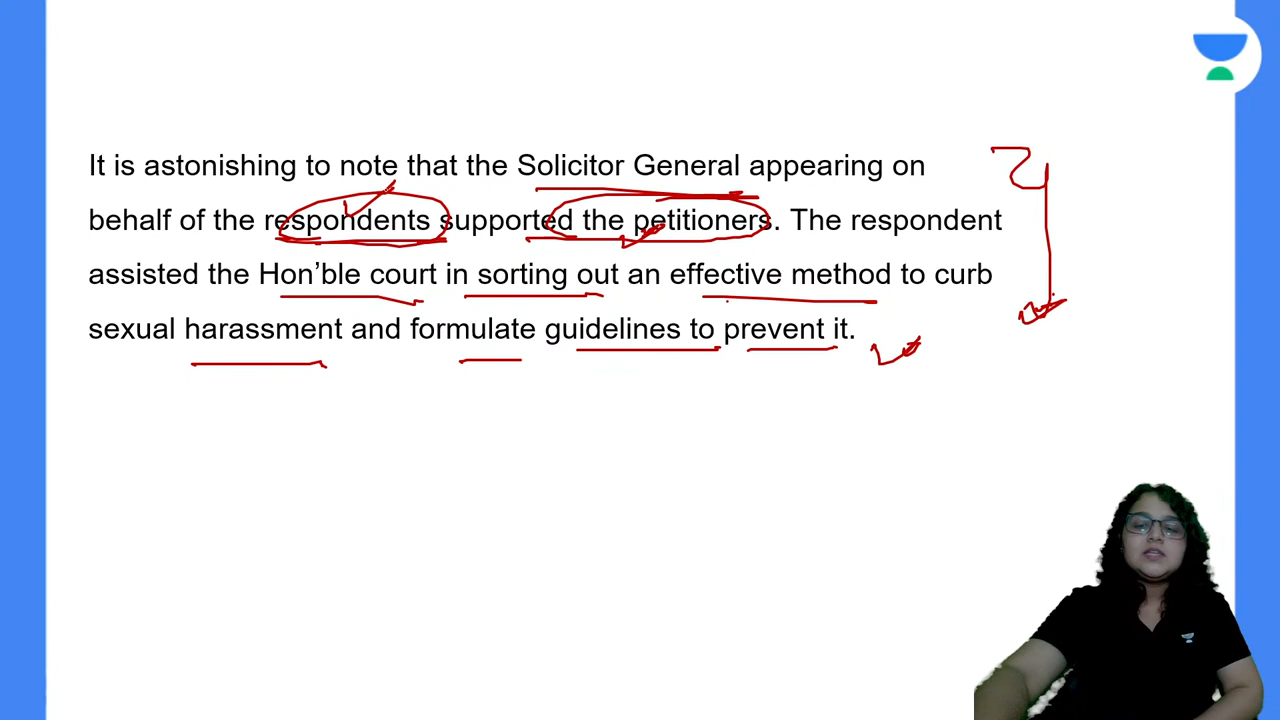 It is astonishing to note that the Solicitor General appearing on
behalf of the respondents supported the petitioners. The respondent
assisted the Hon’ble court in sorting out an effective method to curb
sexual harassment and formulate guidelines to prevent it.